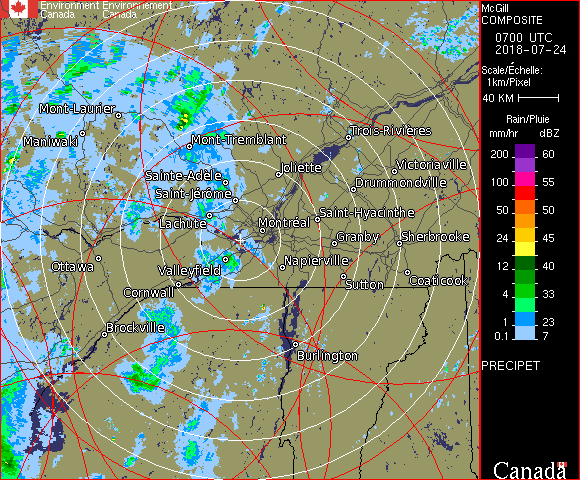 Environment Environnement
Canada Canada
McGill
COMPOSITE
0700 UTC
2018-07-24
Scale/Échelle:
1km/Pixel
40 KM
Rain/Pluie
mm/hr dBZ
200 60
100 55
50 50
24 45
12 40
4 33
1 23
0.1 7
PRECIPET
Canada
Mont-Laurier
Maniwaki
Mont-Tremblant
Trois-Rivières
Joliette
Victoriaville
Sainte-Adèle
Drummondville
Saint-Jérôme
Saint-Hyacinthe
Lachute
Montréal
Granby
Sherbrooke
Ottawa
Valleyfield
Napierville
Coaticook
Cornwall
Sutton
Brockville
Burlington